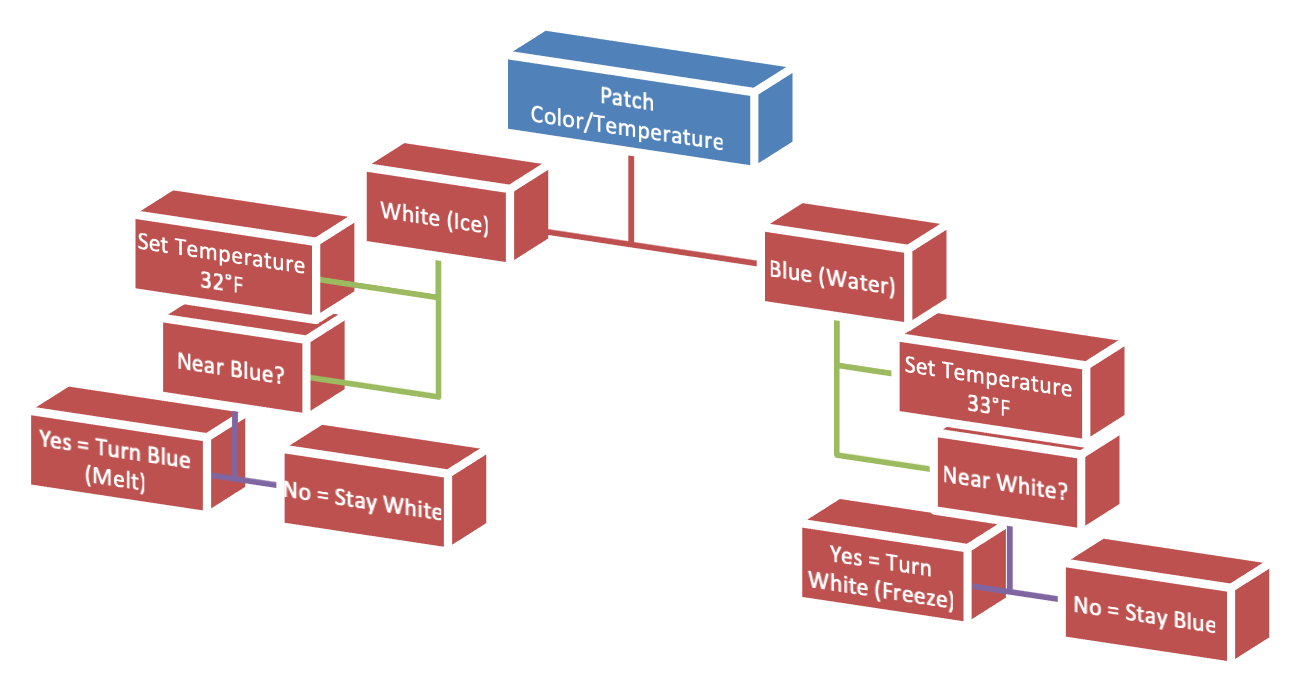 Patch
Color/Temperature
White (Ice)
Set Temperature
32°F
Near Blue?
Yes = Turn Blue
(Melt)
No = Stay White
Blue (Water)
Set Temperature
33°F
Near White?
Yes = Turn
White (Freeze)
No = Stay Blue